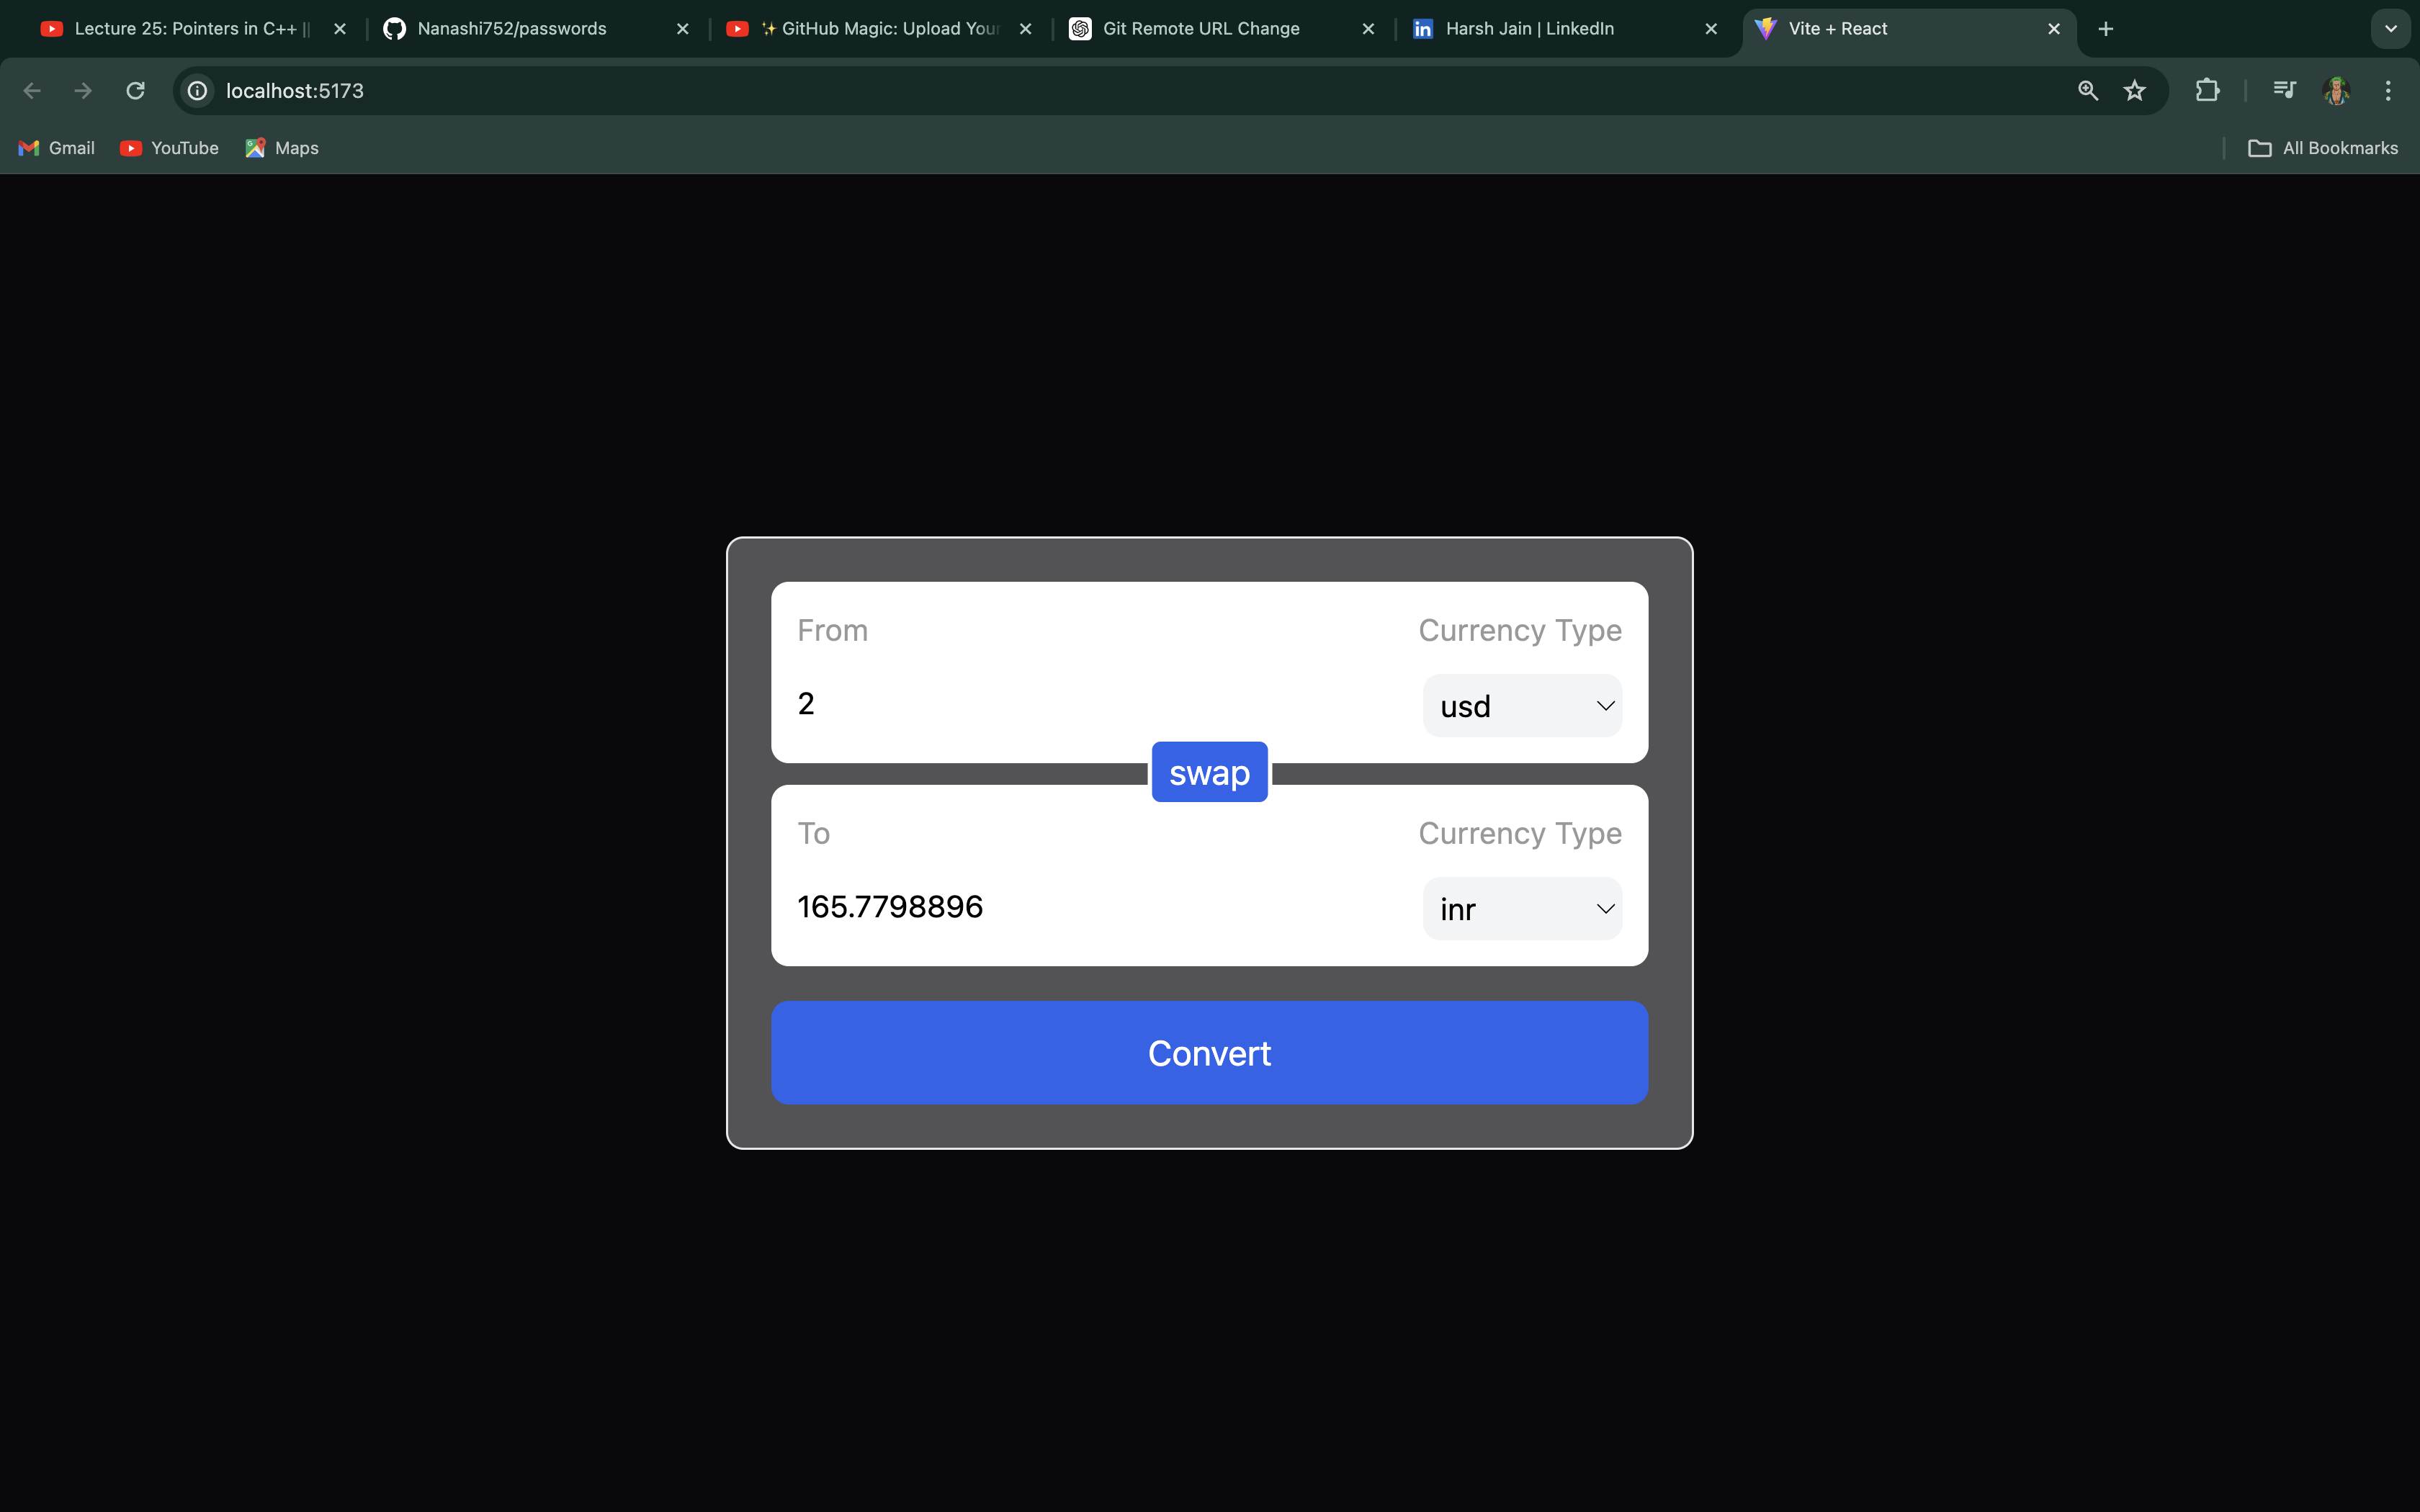 Lecture 25: Pointers in C++ ||
Nanashi752/passwords
✨ GitHub Magic: Upload Your
Git Remote URL Change
Harsh Jain | LinkedIn
Vite + React
localhost:5173
Gmail
YouTube
Maps
All Bookmarks
From
Currency Type
2
usd
swap
To
Currency Type
165.7798896
inr
Convert